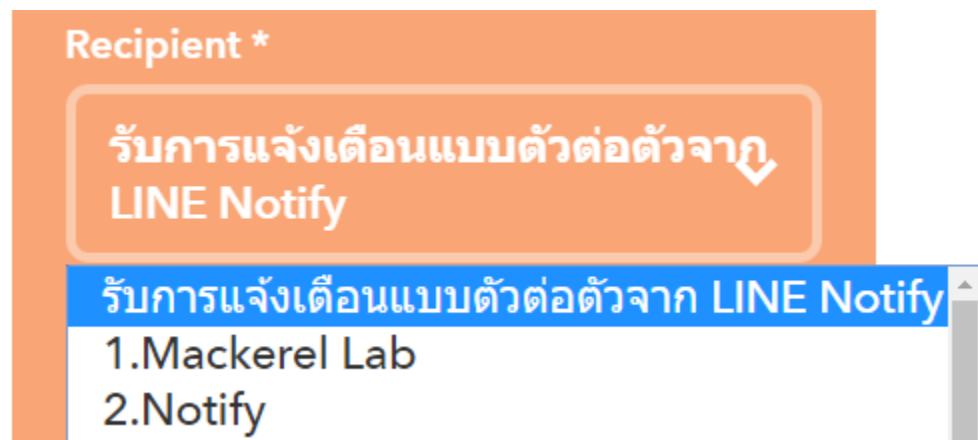 Recipient *
รับการแจ้งเตือนแบบตัวต่อตัวจาก
LINE Notify
รับการแจ้งเตือนแบบตัวต่อตัวจาก LINE Notify
1.Mackerel Lab
2.Notify